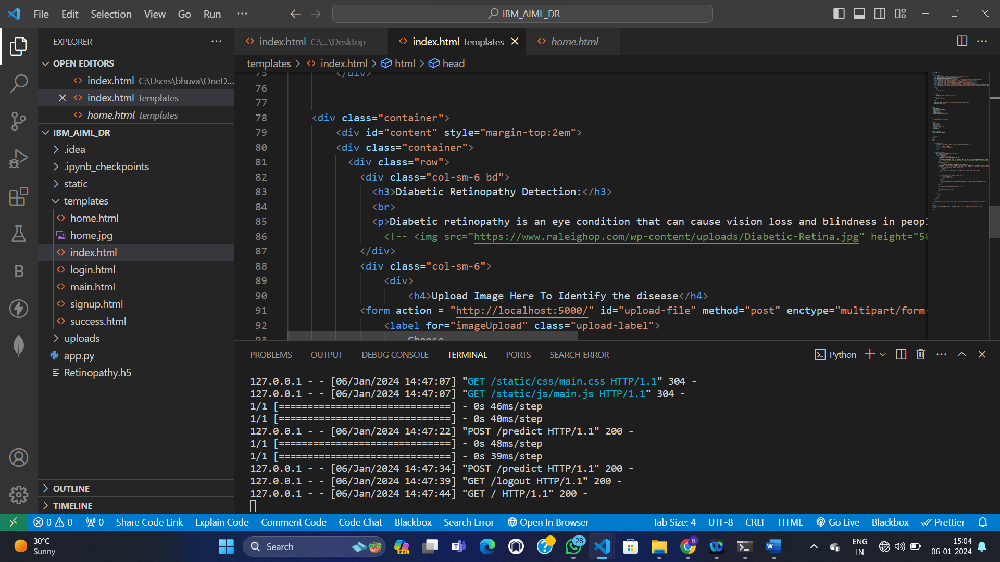 File Edit Selection View Go Run ··· IBM_AIML_DR
EXPLORER ···
index.html C:\...\Desktop
index.html templates
home.html
OPEN EDITORS
index.html C:\Users\bhuva\OneD...
index.html templates
home.html templates
IBM_AIML_DR
.idea
.ipynb_checkpoints
static
templates
home.html
home.jpg
index.html
login.html
main.html
signup.html
success.html
uploads
app.py
Retinopathy.h5
OUTLINE
TIMELINE
templates > index.html > html > head
75 </div>
76
77
78 <div class="container">
79 <div id="content" style="margin-top:2em">
80 <div class="container">
81 <div class="row">
82 <div class="col-sm-6 bd">
83 <h3>Diabetic Retinopathy Detection:</h3>
84 <br>
85 <p>Diabetic retinopathy is an eye condition that can cause vision loss and blindness in peopl
86 <!-- <img src="https://www.raleighop.com/wp-content/uploads/Diabetic-Retina.jpg" height="50
87 </div>
88 <div class="col-sm-6">
89 <div>
90 <h4>Upload Image Here To Identify the disease</h4>
91 <form action = "http://localhost:5000/" id="upload-file" method="post" enctype="multipart/form-
92 <label for="imageUpload" class="upload-label">
93 Choose
PROBLEMS OUTPUT DEBUG CONSOLE TERMINAL PORTS SEARCH ERROR Python
127.0.0.1 - - [06/Jan/2024 14:47:07] "GET /static/css/main.css HTTP/1.1" 304 -
127.0.0.1 - - [06/Jan/2024 14:47:07] "GET /static/js/main.js HTTP/1.1" 304 -
1/1 [==============================] - 0s 46ms/step
1/1 [==============================] - 0s 40ms/step
127.0.0.1 - - [06/Jan/2024 14:47:22] "POST /predict HTTP/1.1" 200 -
1/1 [==============================] - 0s 48ms/step
1/1 [==============================] - 0s 39ms/step
127.0.0.1 - - [06/Jan/2024 14:47:34] "POST /predict HTTP/1.1" 200 -
127.0.0.1 - - [06/Jan/2024 14:47:39] "GET /logout HTTP/1.1" 200 -
127.0.0.1 - - [06/Jan/2024 14:47:44] "GET / HTTP/1.1" 200 -
0 0 0 Share Code Link Explain Code Comment Code Code Chat Blackbox Search Error Open In Browser Tab Size: 4 UTF-8 CRLF HTML Go Live Blackbox Prettier
30°C
Sunny
Search
PRE
28
B
ENG
IN
15:04
06-01-2024